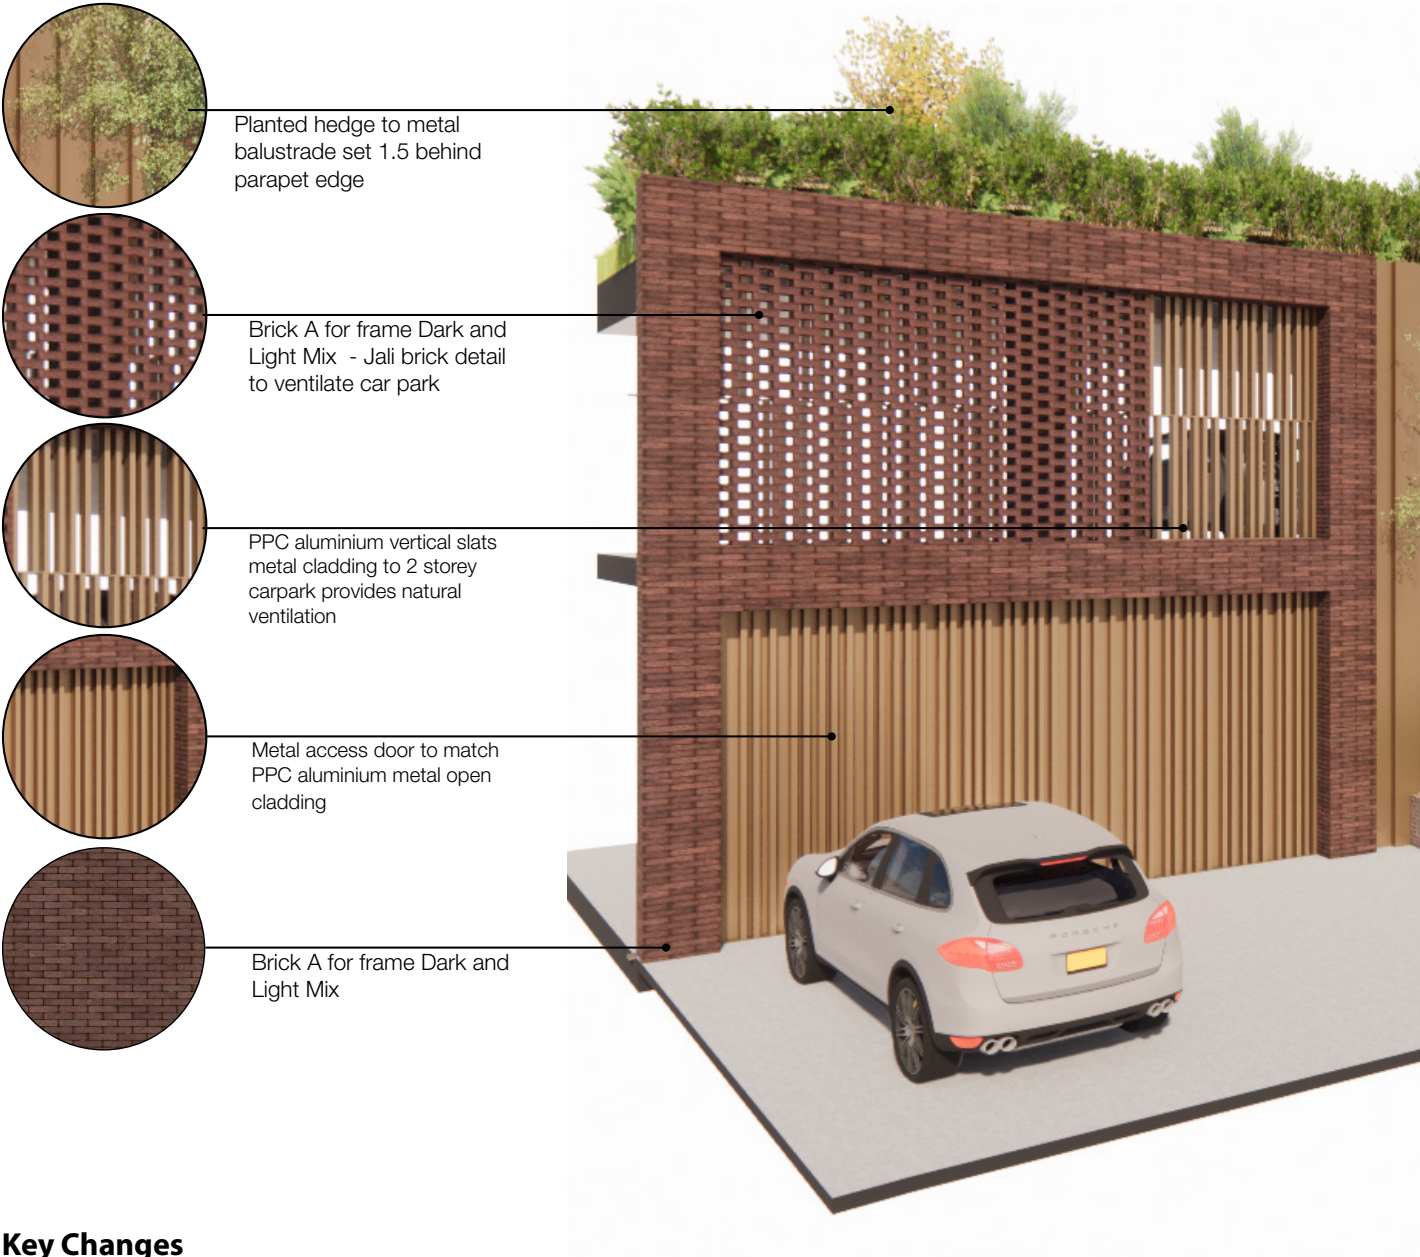 Planted hedge to metal
balustrade set 1.5 behind
parapet edge
Brick A for frame Dark and
Light Mix - Jali brick detail
to ventilate car park
PPC aluminium vertical slats
metal cladding to 2 storey
carpark provides natural
ventilation
Metal access door to match
PPC aluminium metal open
cladding
PORSCHE
Brick A for frame Dark and
Light Mix
Key Changes